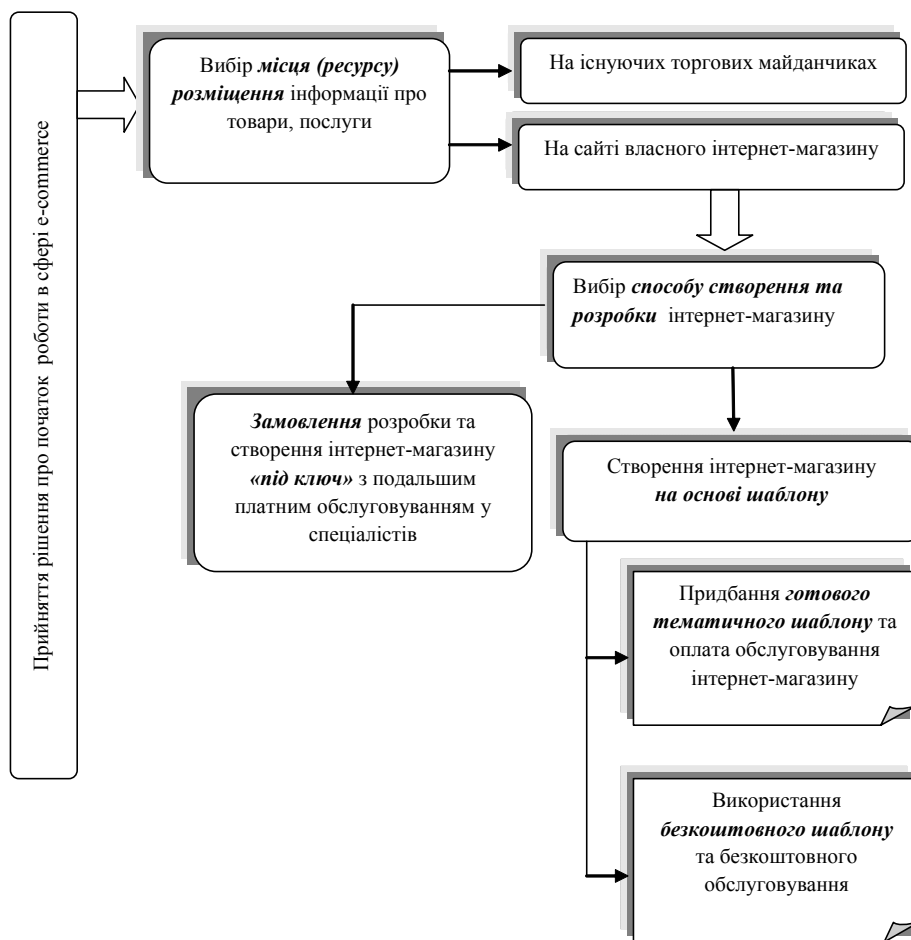 Прийняття рішення про початок роботи в сфері e-commerce
Вибір місця (ресурсу)
розміщення інформації про
товари, послуги
На існуючих торгових майданчиках
На сайті власного інтернет-магазину
Вибір способу створення та
розробки інтернет-магазину
Замовлення розробки та
створення інтернет-магазину
«під ключ» з подальшим
платним обслуговуванням у
спеціалістів
Створення інтернет-магазину
на основі шаблону
Придбання готового
тематичного шаблону та
оплата обслуговування
інтернет-магазину
Використання
безкоштовного шаблону
та безкоштовного
обслуговування